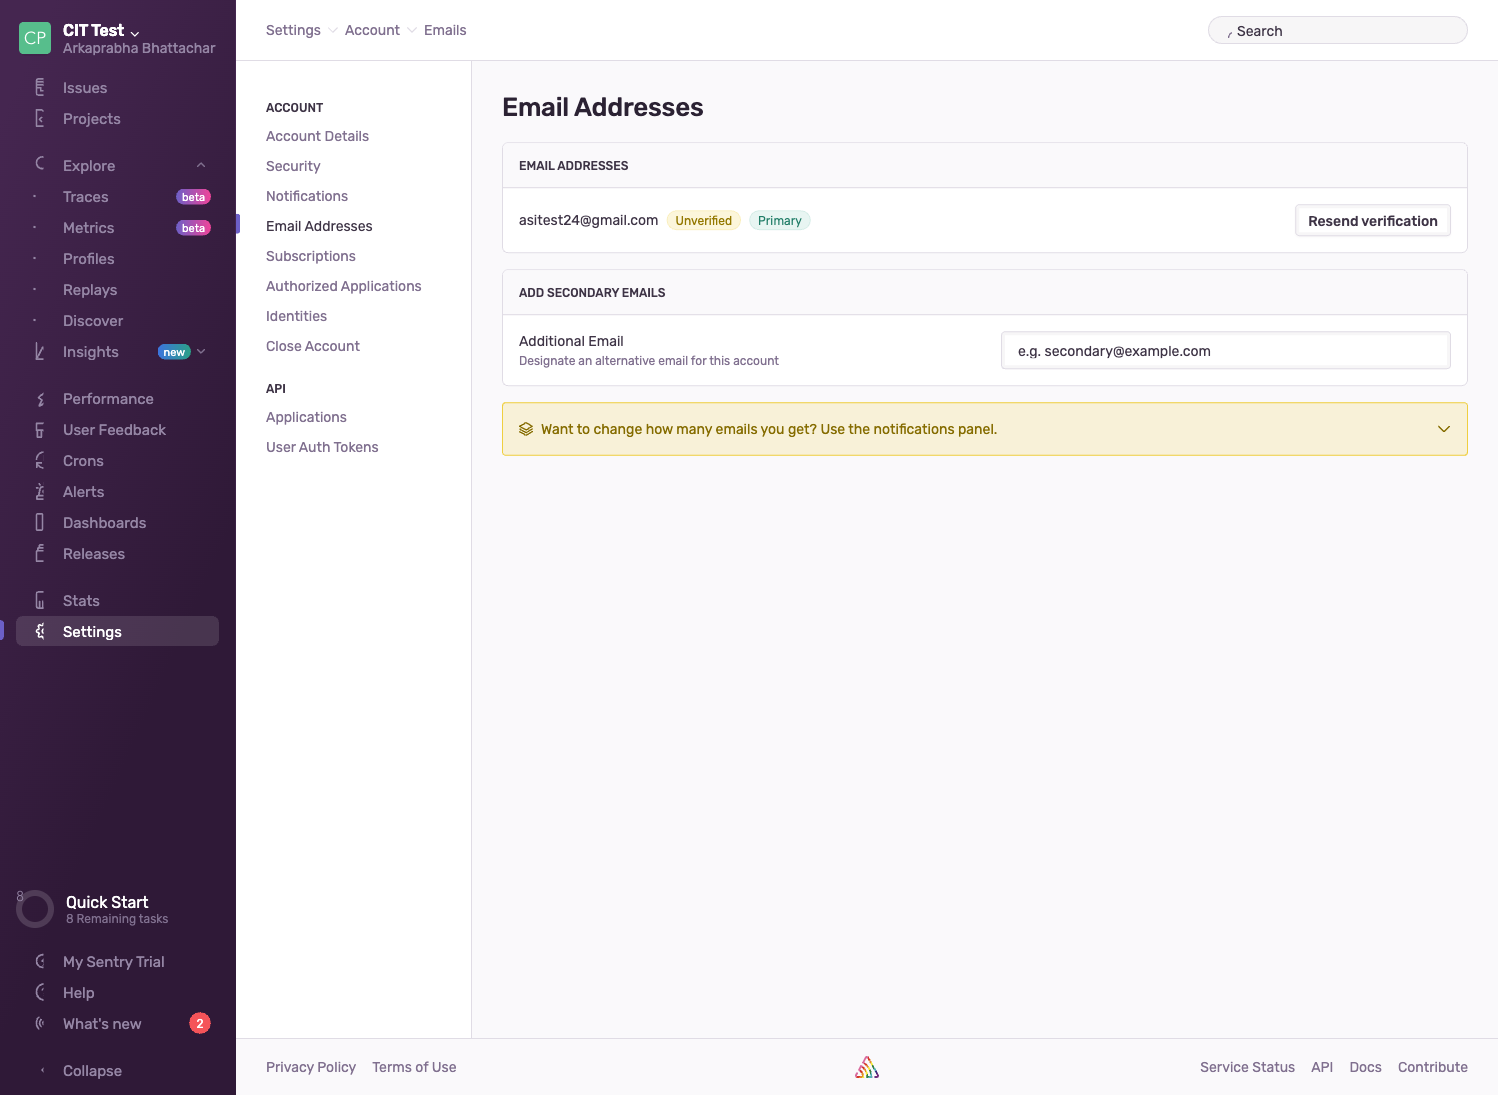 CP
CIT Test
Arkaprabha Bhattachar
Issues
Projects
Explore
Traces beta
Metrics beta
Profiles
Replays
Discover
Insights new
Performance
User Feedback
Crons
Alerts
Dashboards
Releases
Stats
Settings
8
Quick Start
8 Remaining tasks
My Sentry Trial
Help
What's new 2
Collapse
Settings Account Emails
Search
ACCOUNT
Account Details
Security
Notifications
Email Addresses
Subscriptions
Authorized Applications
Identities
Close Account
API
Applications
User Auth Tokens
Email Addresses
EMAIL ADDRESSES
asitest24@gmail.com Unverified Primary Resend verification
ADD SECONDARY EMAILS
Additional Email
Designate an alternative email for this account
e.g. secondary@example.com
Want to change how many emails you get? Use the notifications panel.
Privacy Policy Terms of Use Service Status API Docs Contribute